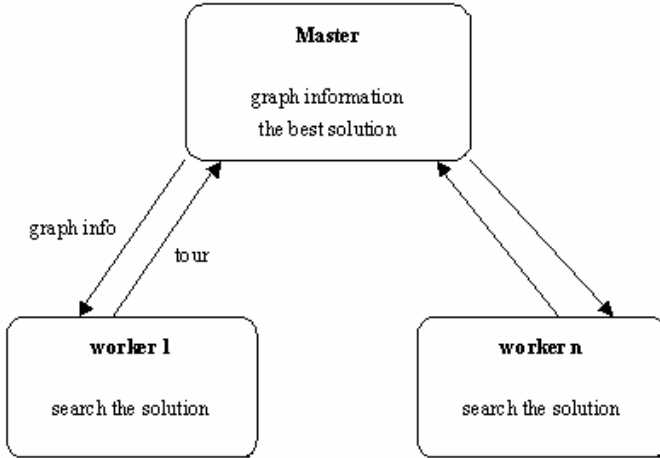 Master
graph information
the best solution
graph info
tour
worker 1
search the solution
worker n
search the solution